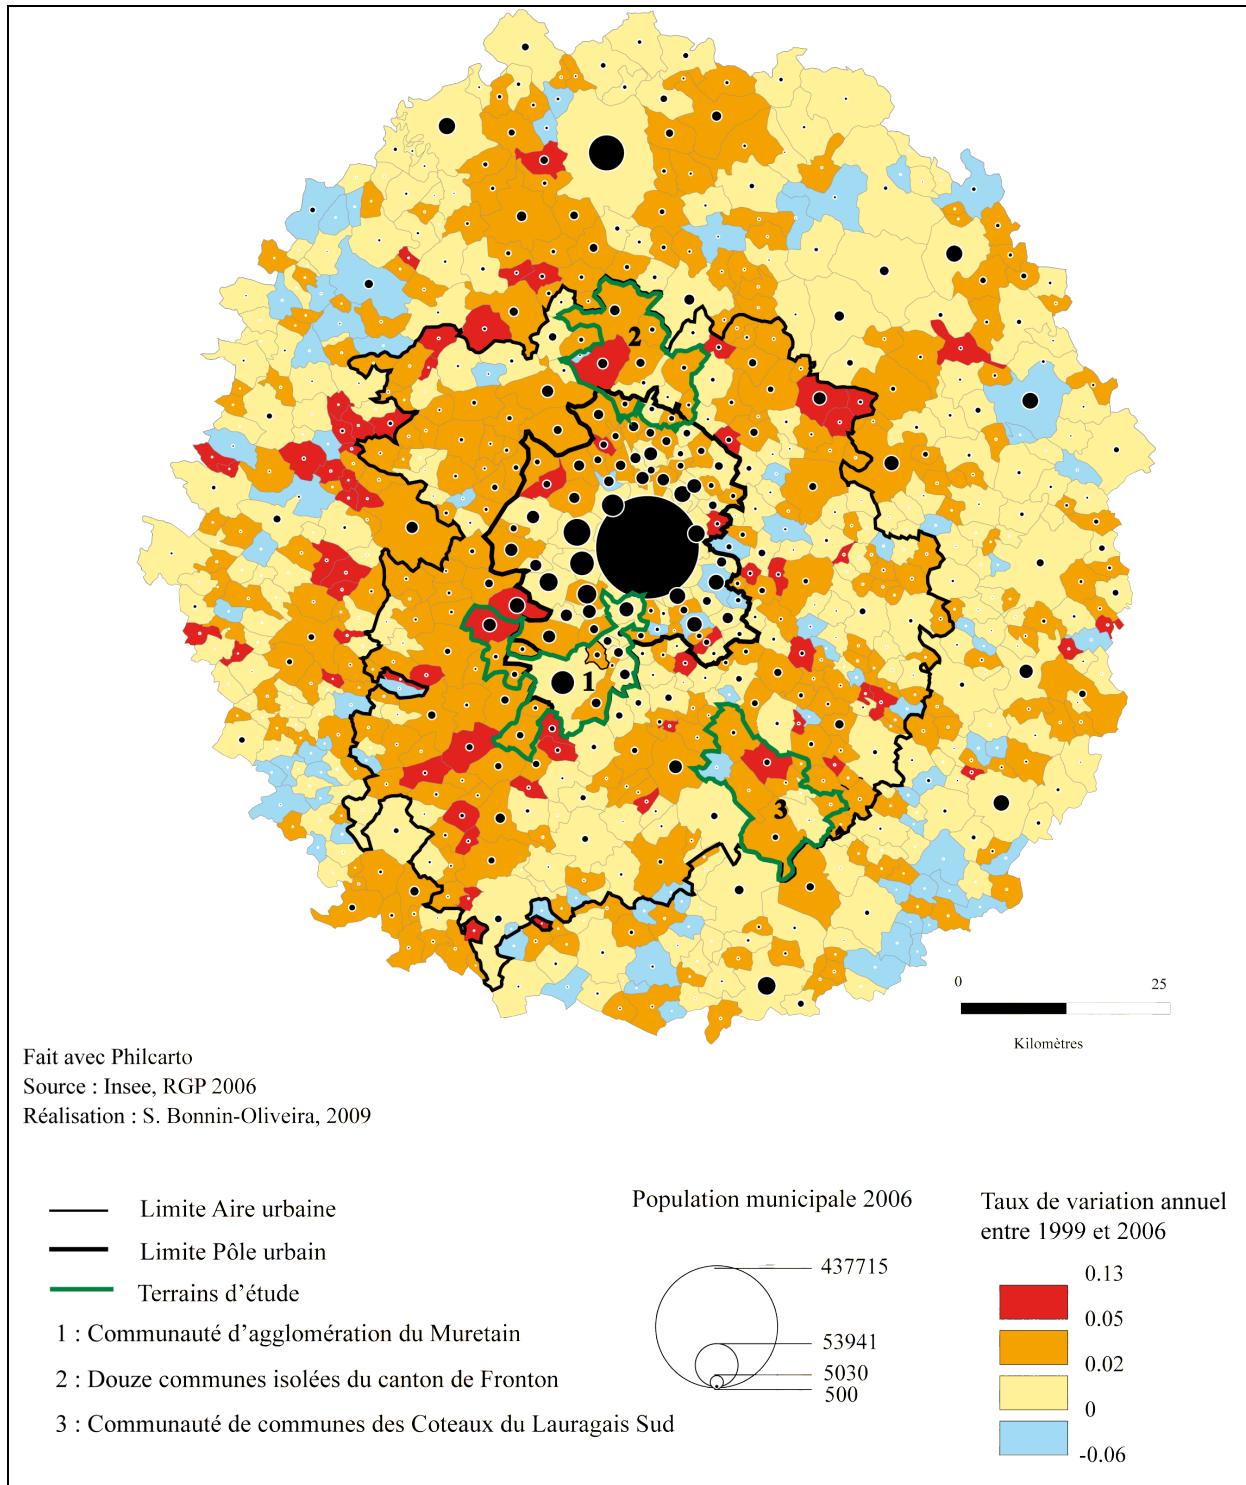 2
1
3
0
25
Kilomètres
Fait avec Philcarto
Source : Insee, RGP 2006
Réalisation : S. Bonnin-Oliveira, 2009
Limite Aire urbaine
Limite Pôle urbain
Terrains d’étude
1 : Communauté d’agglomération du Muretain
2 : Douze communes isolées du canton de Fronton
3 : Communauté de communes des Coteaux du Lauragais Sud
Population municipale 2006
437715
53941
5030
500
Taux de variation annuel
entre 1999 et 2006
0.13
0.05
0.02
0
-0.06